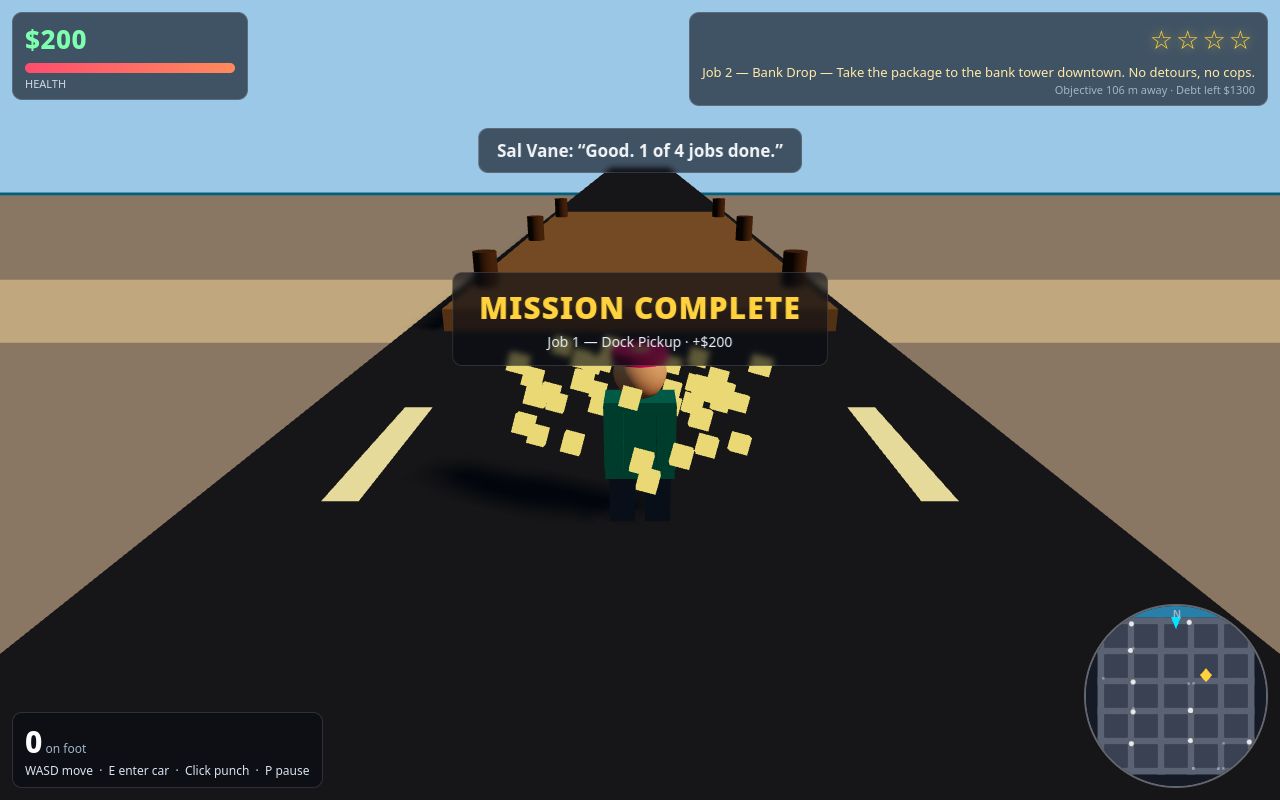 $200
HEALTH
☆☆☆☆
Job 2 — Bank Drop — Take the package to the bank tower downtown. No detours, no cops.
Objective 106 m away · Debt left $1300
Sal Vane: “Good. 1 of 4 jobs done.”
MISSION COMPLETE
Job 1 — Dock Pickup · +$200
N
0 on foot
WASD move · E enter car · Click punch · P pause